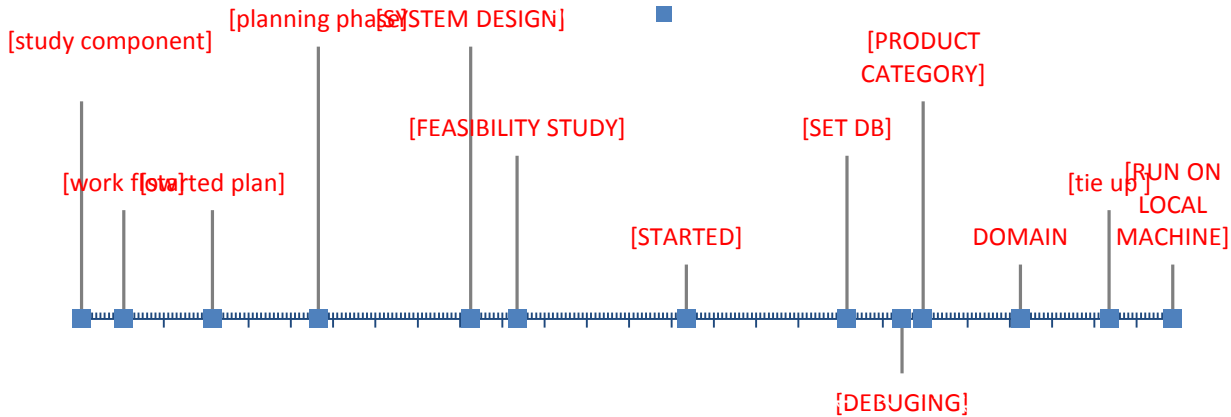 [study component]
[planning phase]
[SYSTEM DESIGN]
[PRODUCT
CATEGORY]
[FEASIBILITY STUDY]
[SET DB]
[work flow]
[started plan]
[tie up ]
[RUN ON
LOCAL
MACHINE]
[STARTED]
DOMAIN
[DEBUGING]